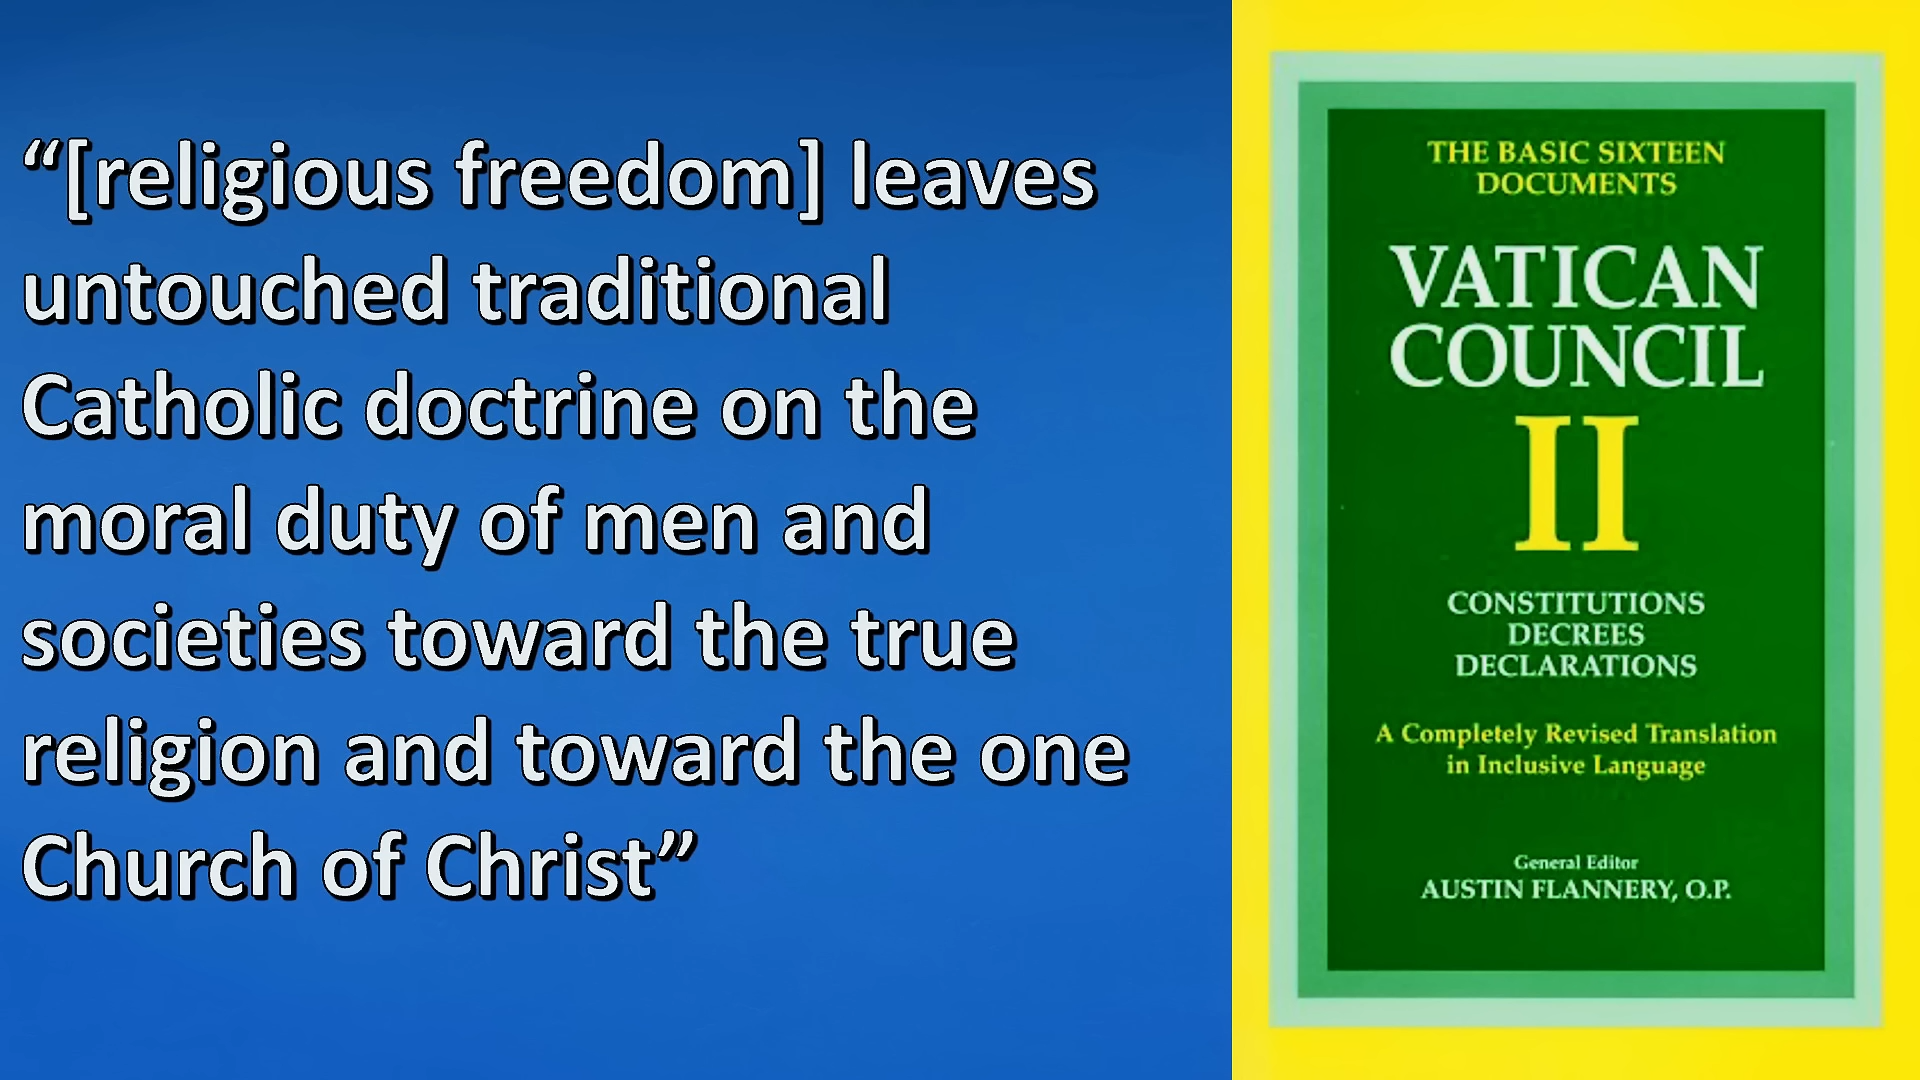 “[religious freedom] leaves
untouched traditional
Catholic doctrine on the
moral duty of men and
societies toward the true
religion and toward the one
Church of Christ”
THE BASIC SIXTEEN
DOCUMENTS
VATICAN
COUNCIL
II
CONSTITUTIONS
DECREES
DECLARATIONS
A Completely Revised Translation
in Inclusive Language
General Editor
AUSTIN FLANNERY, O.P.